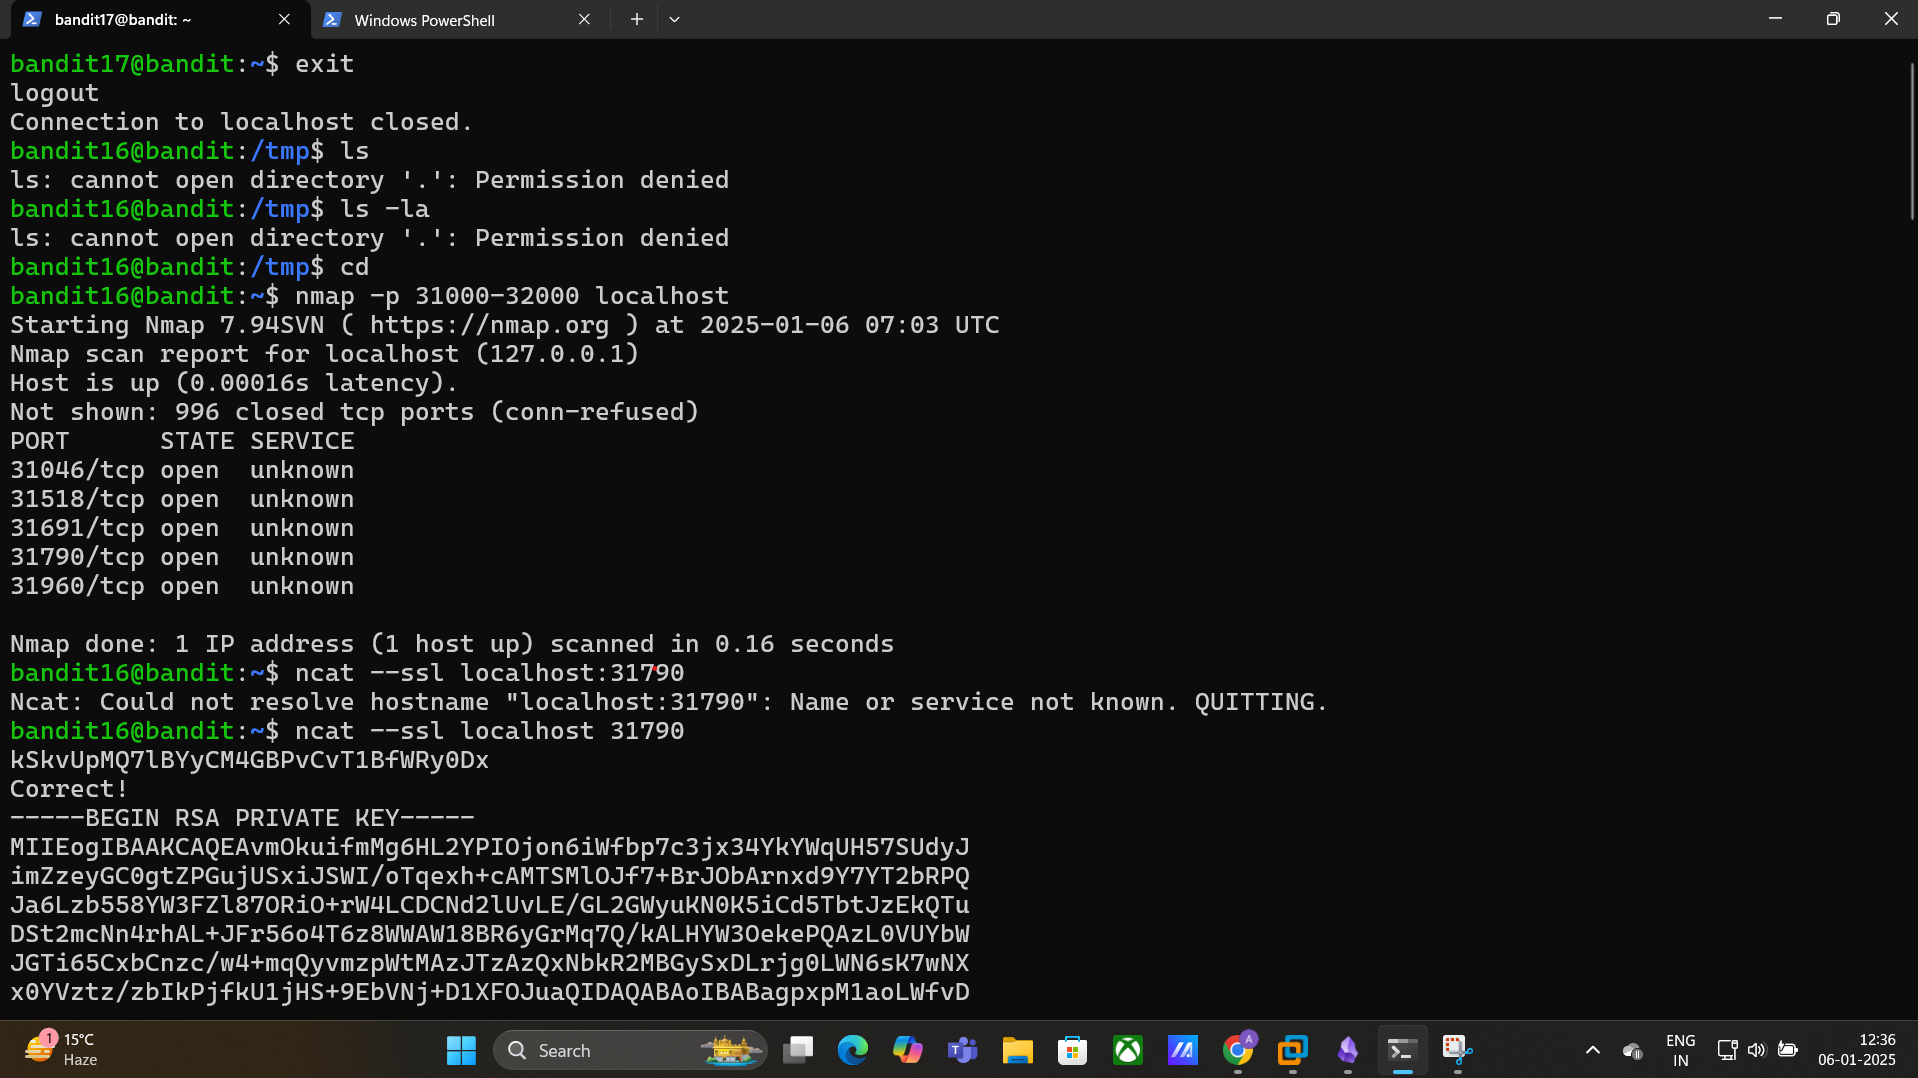 bandit17@bandit: ~
Windows PowerShell
bandit17@bandit:~$ exit
logout
Connection to localhost closed.
bandit16@bandit:/tmp$ ls
ls: cannot open directory '.': Permission denied
bandit16@bandit:/tmp$ ls -la
ls: cannot open directory '.': Permission denied
bandit16@bandit:/tmp$ cd
bandit16@bandit:~$ nmap -p 31000-32000 localhost
Starting Nmap 7.94SVN ( https://nmap.org ) at 2025-01-06 07:03 UTC
Nmap scan report for localhost (127.0.0.1)
Host is up (0.00016s latency).
Not shown: 996 closed tcp ports (conn-refused)
PORT      STATE SERVICE
31046/tcp open  unknown
31518/tcp open  unknown
31691/tcp open  unknown
31790/tcp open  unknown
31960/tcp open  unknown
Nmap done: 1 IP address (1 host up) scanned in 0.16 seconds
bandit16@bandit:~$ ncat --ssl localhost:31790
Ncat: Could not resolve hostname "localhost:31790": Name or service not known. QUITTING.
bandit16@bandit:~$ ncat --ssl localhost 31790
kSkvUpMQ7lBYyCM4GBPvCvT1BfWRy0Dx
Correct!
-----BEGIN RSA PRIVATE KEY-----
MIIEogIBAAKCAQEAvmOkuifmMg6HL2YPIOjon6iWfbp7c3jx34YkYWqUH57SUdyJ
imZzeyGC0gtZPGujUSxiJSWI/oTqexh+cAMTSMlOJf7+BrJObArnxd9Y7YT2bRPQ
Ja6Lzb558YW3FZl87ORiO+rW4LCDCNd2lUvLE/GL2GWyuKN0K5iCd5TbtJzEkQTu
DSt2mcNn4rhAL+JFr56o4T6z8WWAW18BR6yGrMq7Q/kALHYW3OekePQAzL0VUYbW
JGTi65CxbCnzc/w4+mqQyvmzpWtMAzJTzAzQxNbkR2MBGySxDLrjg0LWN6sK7wNX
x0YVztz/zbIkPjfkU1jHS+9EbVNj+D1XFOJuaQIDAQABAoIBABagpxpM1aoLWfvD
1
15°C
Haze
Search
A
ENG
IN
12:36
06-01-2025